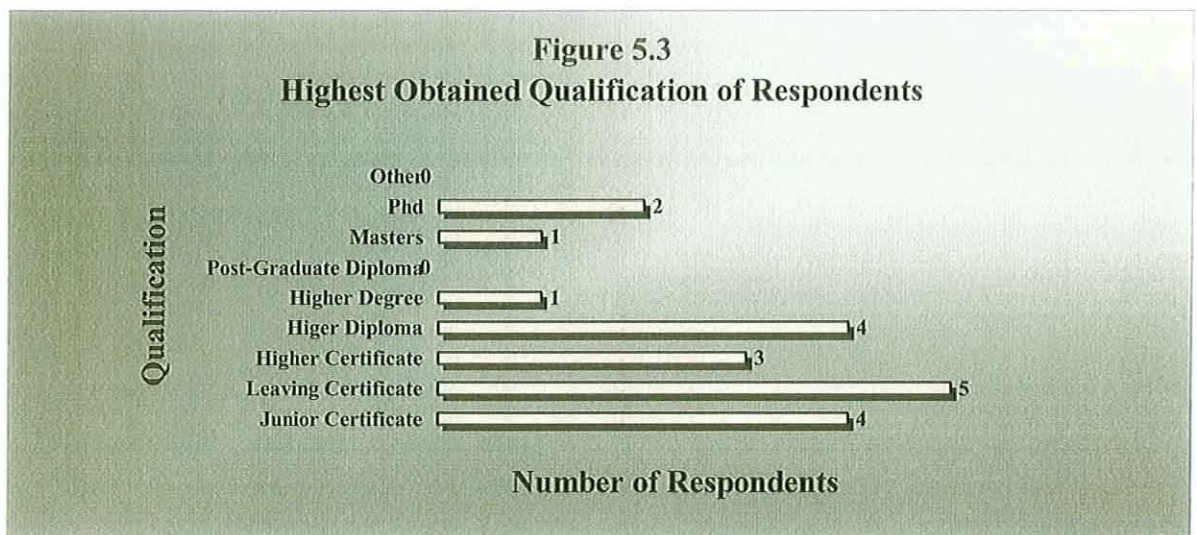 Figure 5.3
Highest Obtained Qualification of Respondents
Qualification
Other 0
Phd 2
Masters 1
Post-Graduate Diploma 0
Higher Degree 1
Higer Diploma 4
Higher Certificate 3
Leaving Certificate 5
Junior Certificate 4
Number of Respondents